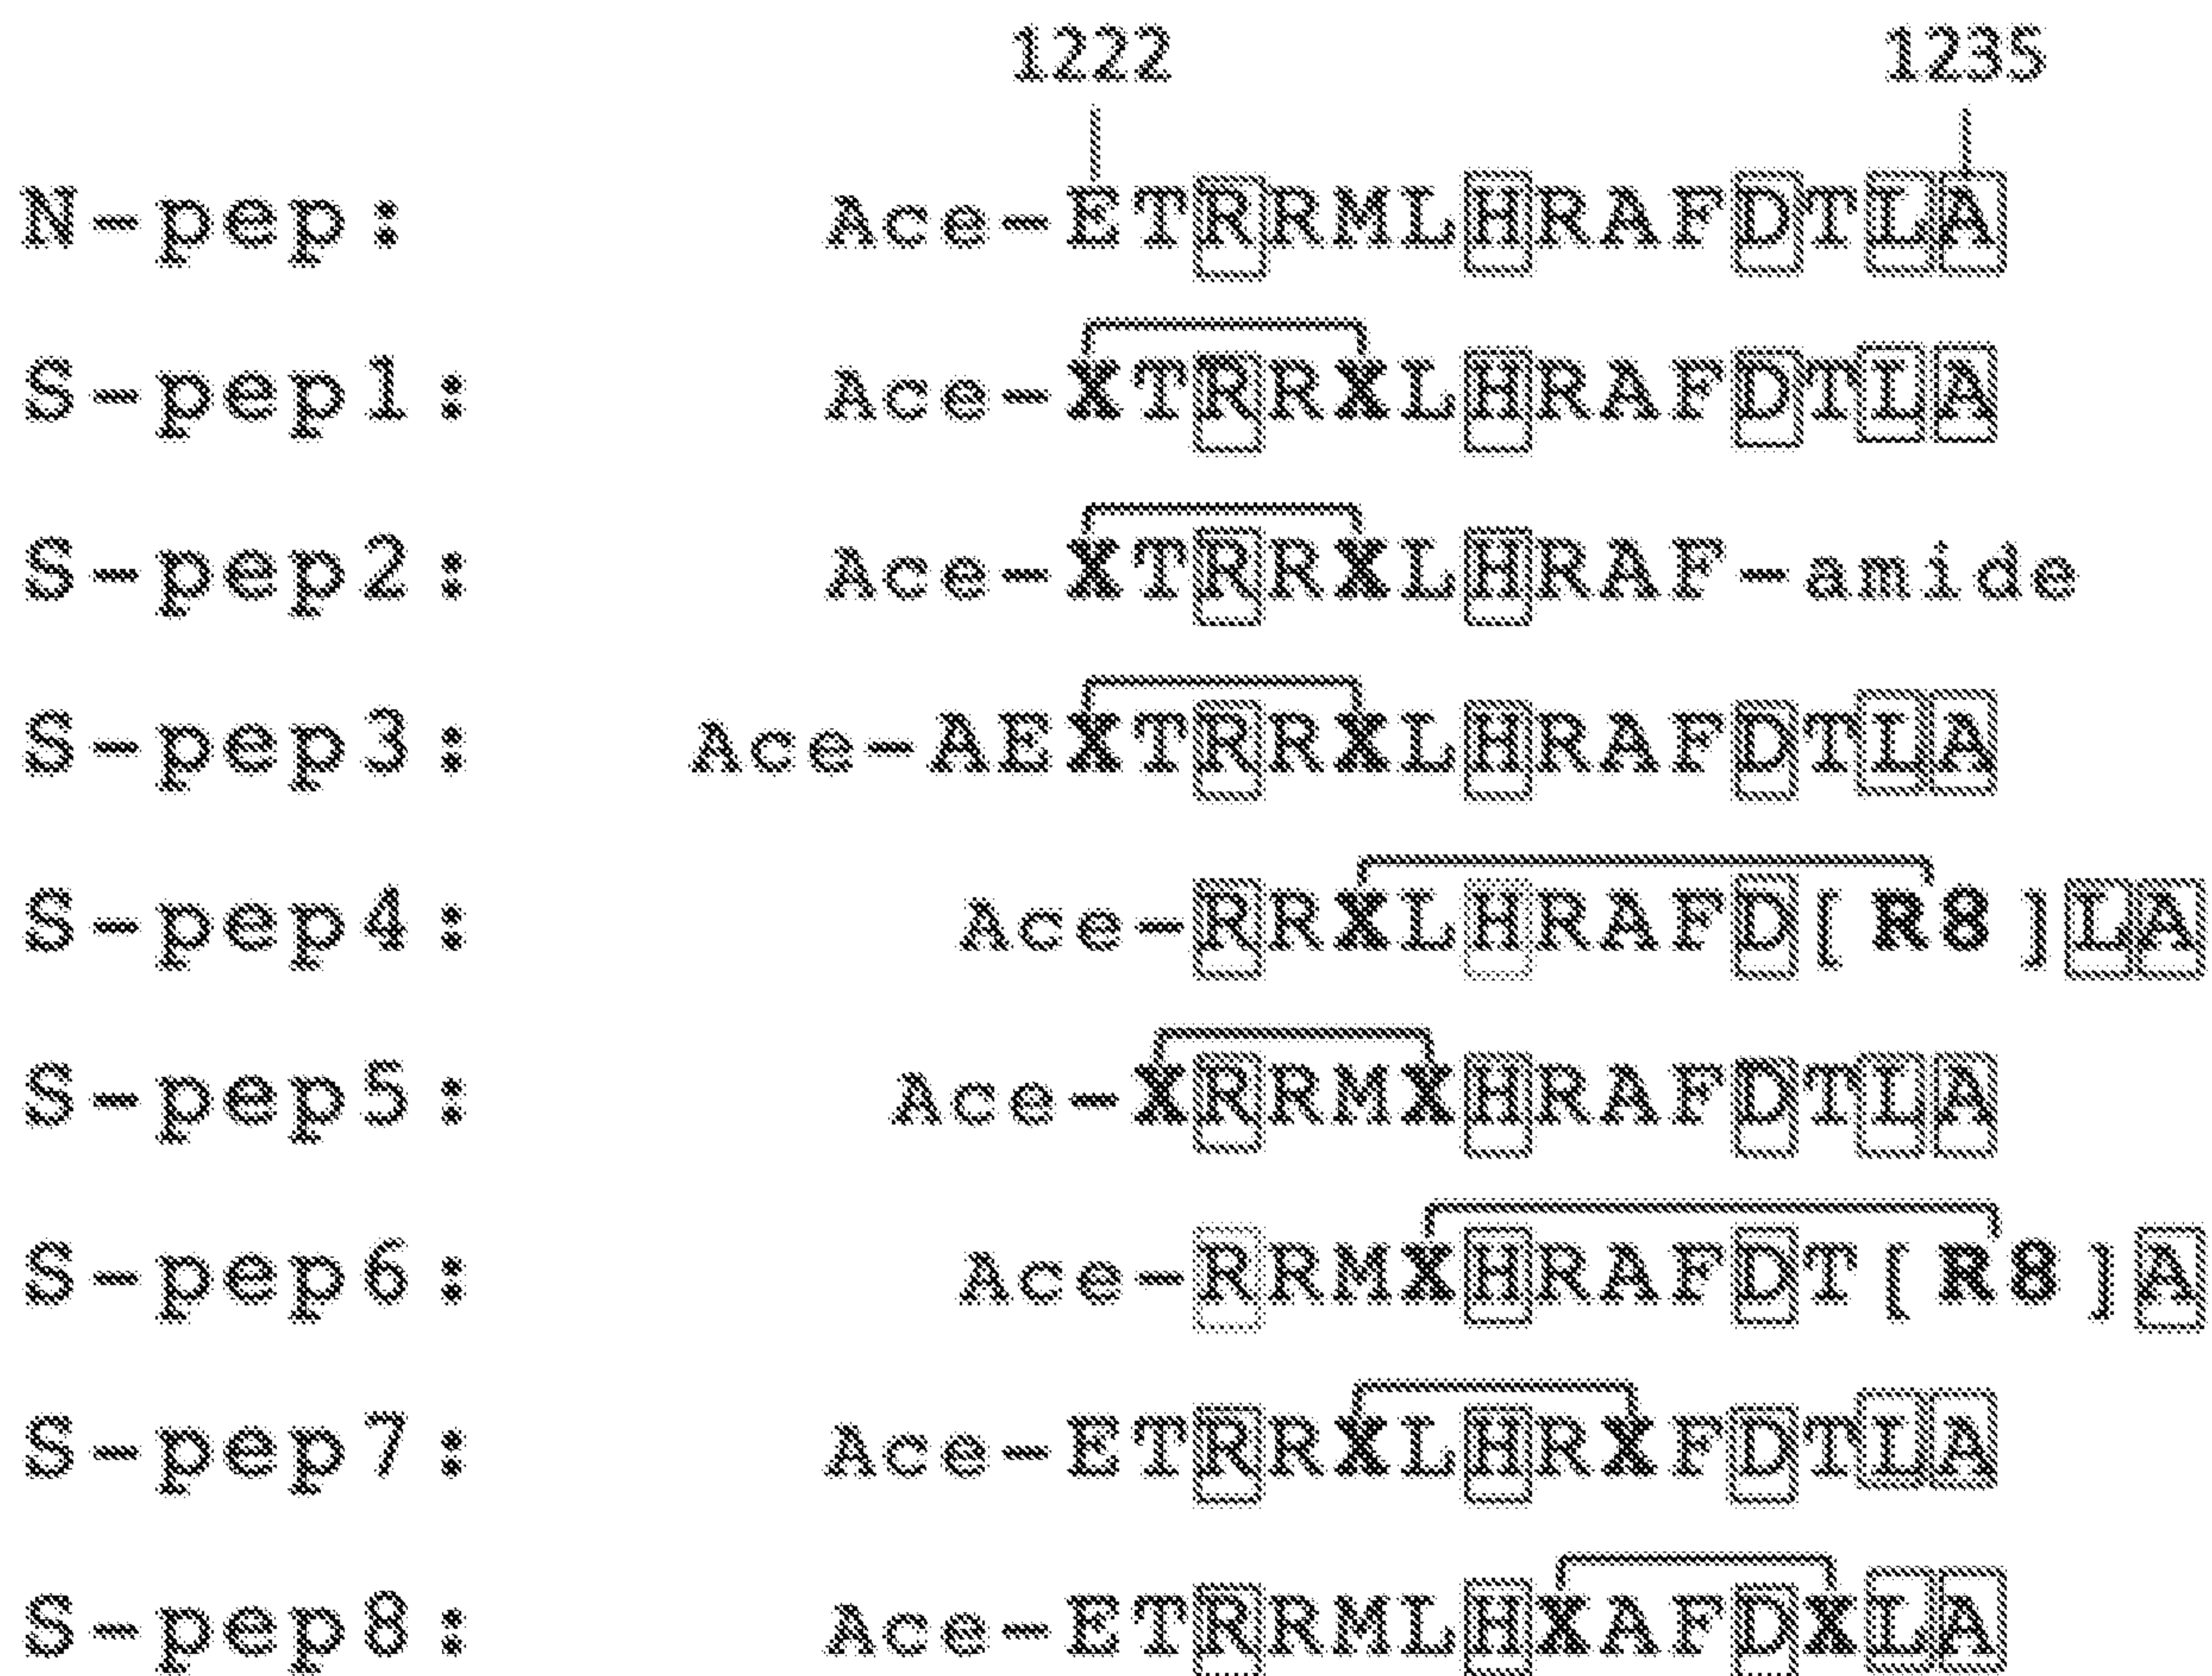 1222 1235
N-pep: Ace-ETRRMLHRAFDTLA
S-pep1: Ace-XTRRXLHRAFDTLA
S-pep2: Ace-XTRRXLHRAF-amide
S-pep3: Ace-AEXTRRXLHRAFDTLA
S-pep4: Ace-RRXLHRAFD[R8]LA
S-pep5: Ace-XRRMXHRAFDTLA
S-pep6: Ace-RRMXHRAFDT[R8]A
S-pep7: Ace-ETRRXLHRXFDTLA
S-pep8: Ace-ETRRMLHXAFDXLA